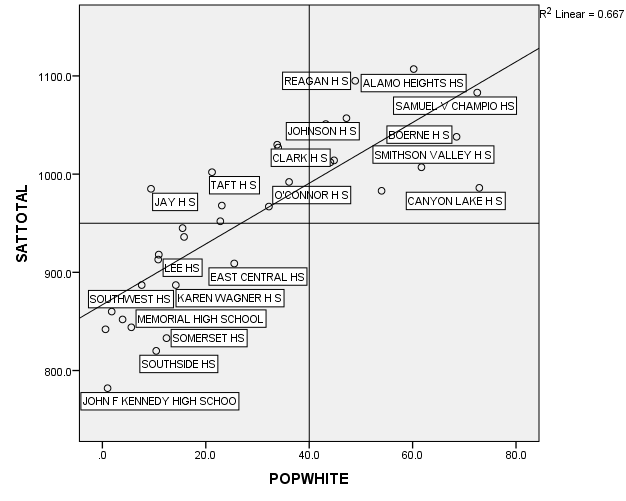 R2 Linear = 0.667
1100.0
REAGAN H S
ALAMO HEIGHTS HS
SAMUEL V CHAMPIO HS
JOHNSON H S
BOERNE H S
CLARK H S
SMITHSON VALLEY H S
1000.0
TAFT H S
O'CONNOR H S
JAY H S
CANYON LAKE H S
SATTOTAL
LEE HS
900.0
EAST CENTRAL HS
SOUTHWEST HS
KAREN WAGNER H S
MEMORIAL HIGH SCHOOL
SOMERSET HS
SOUTHSIDE HS
800.0
JOHN F KENNEDY HIGH SCHOO
.0 20.0 40.0 60.0 80.0
POPWHITE